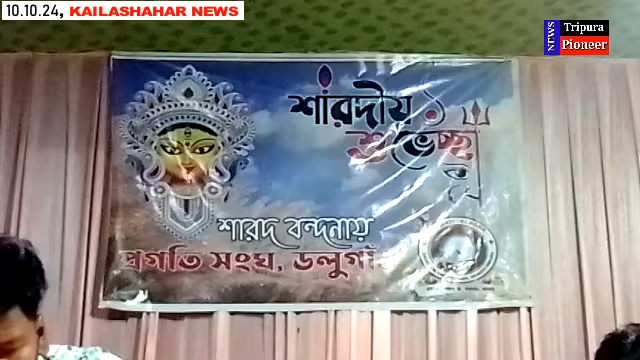 10.10.24, KAILASHAHAR NEWS
NEWS
Tripura
Pioneer
শারদীয়
শুভেচ্ছা
শারদ বন্দনায়
প্রগতি সংঘ, ডলুগাঁও